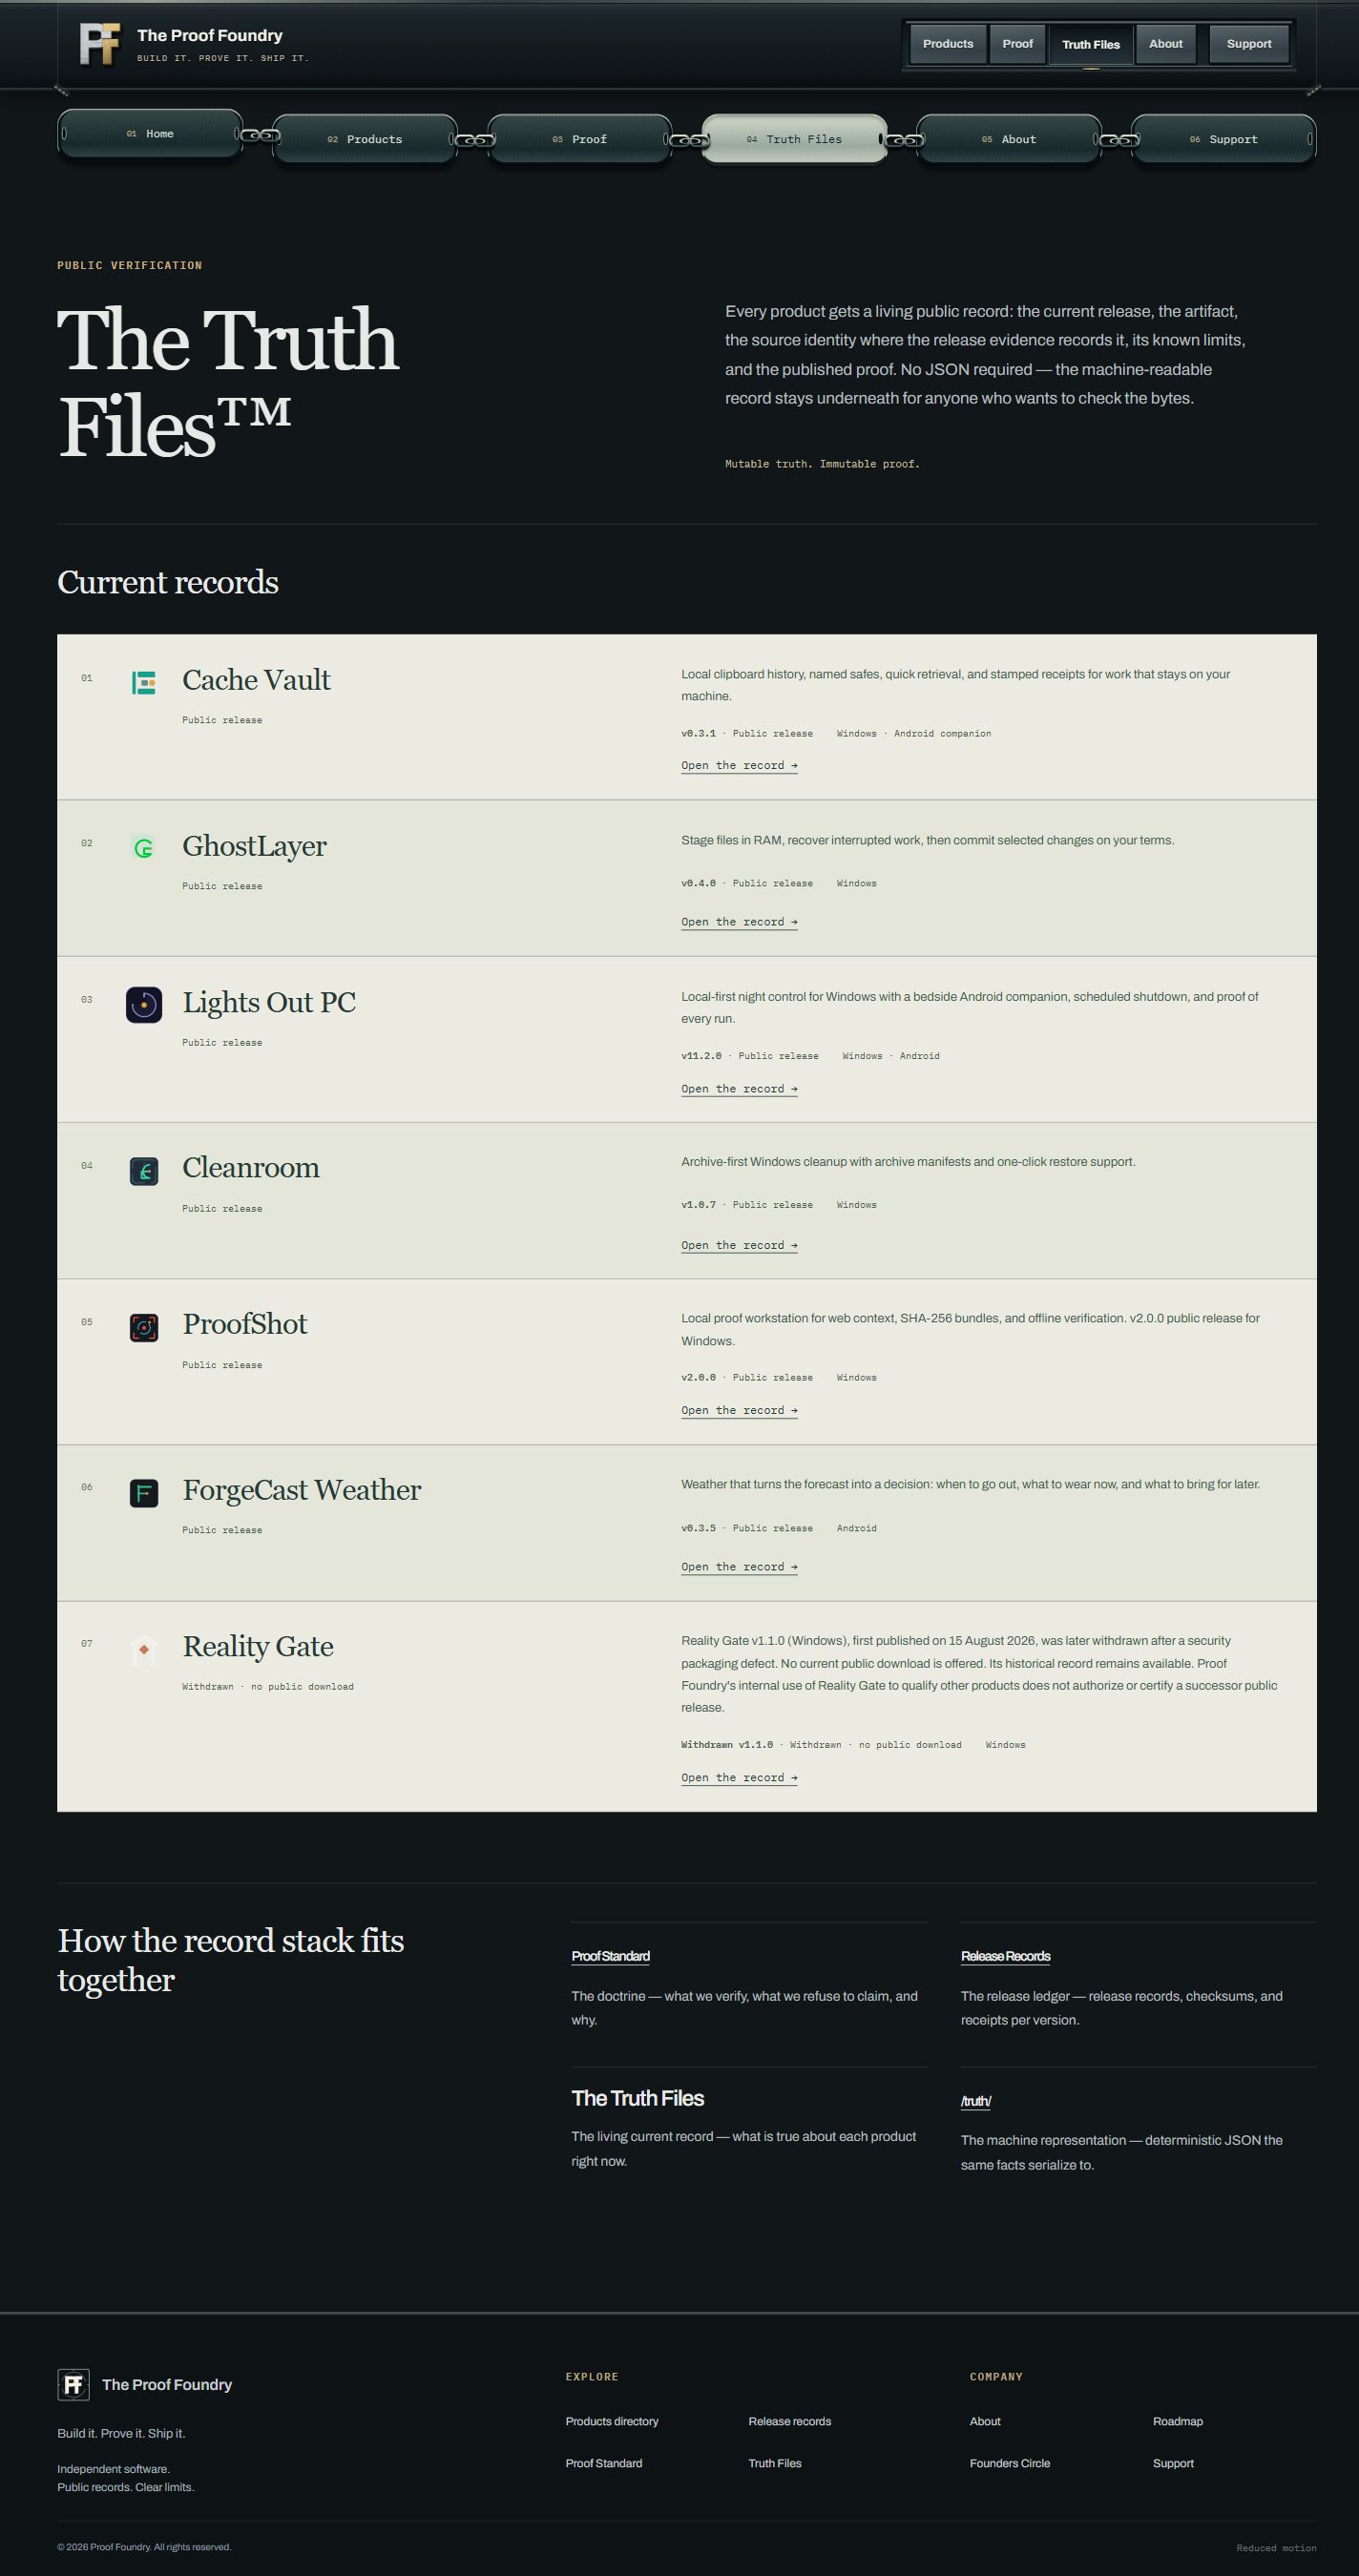 The Proof Foundry
BUILD IT. PROVE IT. SHIP IT.
Products
Proof
Truth Files
About
Support
01 Home
02 Products
03 Proof
04 Truth Files
05 About
06 Support
PUBLIC VERIFICATION
The Truth
Files™
Every product gets a living public record: the current release, the artifact,
the source identity where the release evidence records it, its known limits,
and the published proof. No JSON required — the machine-readable
record stays underneath for anyone who wants to check the bytes.
Mutable truth. Immutable proof.
Current records
01
Cache Vault
Public release
Local clipboard history, named safes, quick retrieval, and stamped receipts for work that stays on your
machine.
v0.3.1 · Public release Windows · Android companion
Open the record →
02
GhostLayer
Public release
Stage files in RAM, recover interrupted work, then commit selected changes on your terms.
v0.4.0 · Public release Windows
Open the record →
03
Lights Out PC
Public release
Local-first night control for Windows with a bedside Android companion, scheduled shutdown, and proof of
every run.
v11.2.0 · Public release Windows · Android
Open the record →
04
Cleanroom
Public release
Archive-first Windows cleanup with archive manifests and one-click restore support.
v1.0.7 · Public release Windows
Open the record →
05
ProofShot
Public release
Local proof workstation for web context, SHA-256 bundles, and offline verification. v2.0.0 public release for
Windows.
v2.0.0 · Public release Windows
Open the record →
06
ForgeCast Weather
Public release
Weather that turns the forecast into a decision: when to go out, what to wear now, and what to bring for later.
v0.3.5 · Public release Android
Open the record →
07
Reality Gate
Withdrawn · no public download
Reality Gate v1.1.0 (Windows), first published on 15 August 2026, was later withdrawn after a security
packaging defect. No current public download is offered. Its historical record remains available. Proof
Foundry's internal use of Reality Gate to qualify other products does not authorize or certify a successor public
release.
Withdrawn v1.1.0 · Withdrawn · no public download Windows
Open the record →
How the record stack fits
together
Proof Standard
The doctrine — what we verify, what we refuse to claim, and
why.
Release Records
The release ledger — release records, checksums, and
receipts per version.
The Truth Files
The living current record — what is true about each product
right now.
/truth/
The machine representation — deterministic JSON the
same facts serialize to.
The Proof Foundry
Build it. Prove it. Ship it.
Independent software.
Public records. Clear limits.
EXPLORE
Products directory
Release records
Proof Standard
Truth Files
COMPANY
About
Roadmap
Founders Circle
Support
© 2026 Proof Foundry. All rights reserved.
Reduced motion